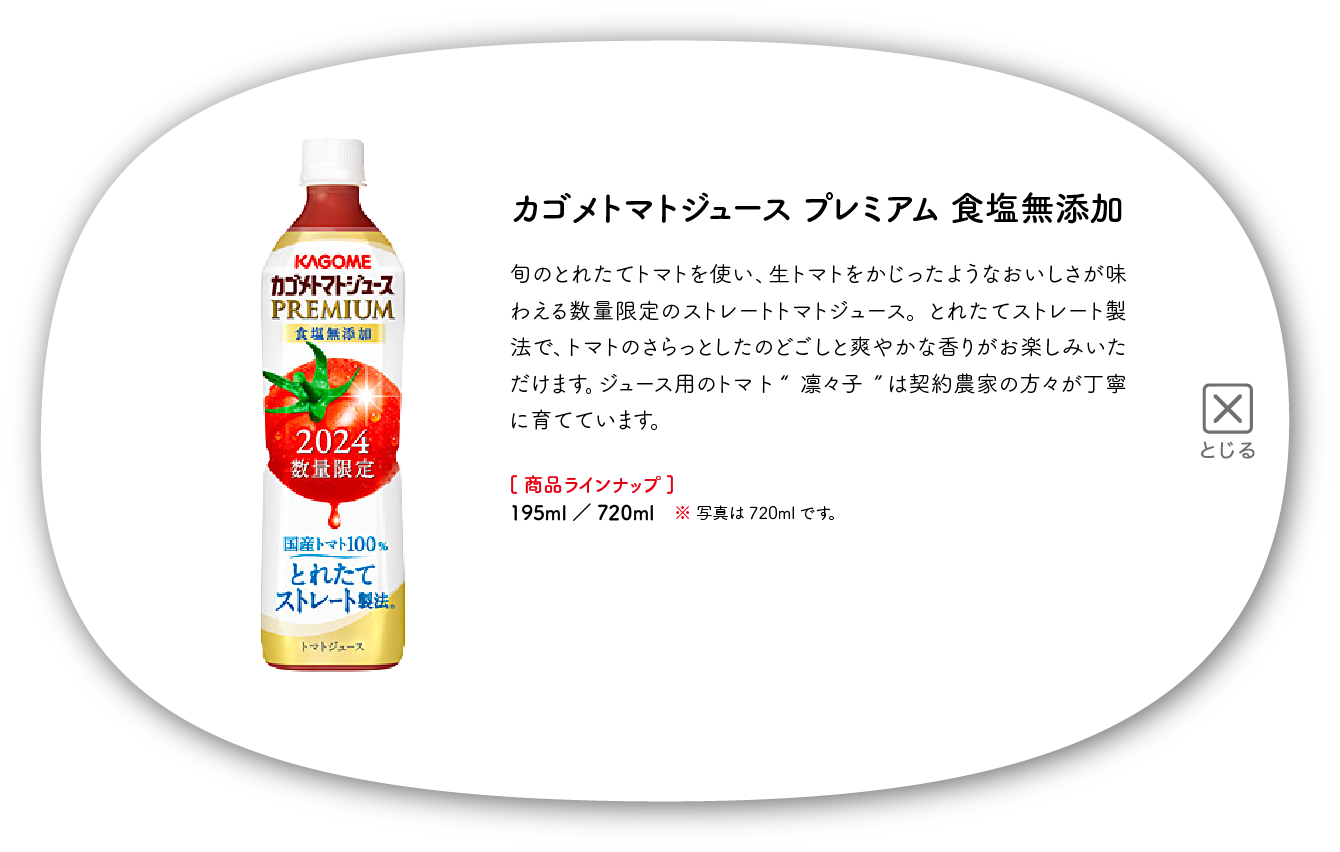 KAGOME
カゴメトマトジュース
PREMIUM
食塩無添加
2024
数量限定
国産トマト100%
とれたて
ストレート製法。
トマトジュース
カゴメトマトジュース プレミアム 食塩無添加
旬のとれたてトマトを使い、生トマトをかじったようなおいしさが味
わえる数量限定のストレートトマトジュース。とれたてストレート製
法で、トマトのさらっとしたのどごしと爽やかな香りがお楽しみいた
だけます。ジュース用のトマト“ 凛々子 ”は契約農家の方々が丁寧
に育てています。
[ 商品ラインナップ ]
195ml ／ 720ml ※ 写真は 720ml です。
とじる